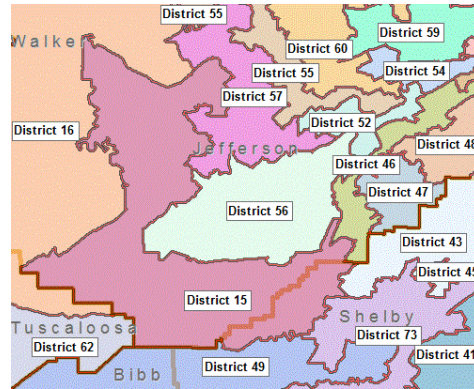 District 55
District 59
Walker
District 60
District 54
District 55
District 57
District 16
District 52
Jefferson
District 48
District 46
District 47
District 56
District 43
District 45
District 15
Shelby
Tuscaloosa
District 73
District 62
District 41
District 49
Bibb